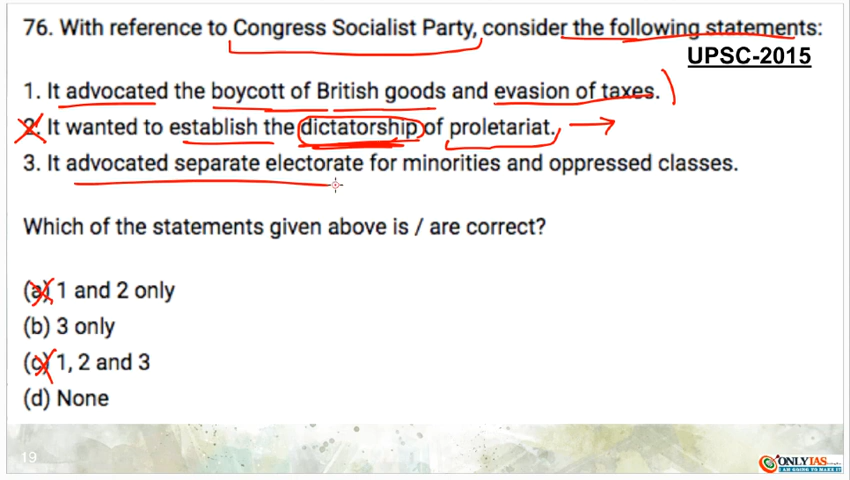 76. With reference to Congress Socialist Party, consider the following statements:
UPSC-2015
1. It advocated the boycott of British goods and evasion of taxes.
2. It wanted to establish the dictatorship of proletariat.
3. It advocated separate electorate for minorities and oppressed classes.
Which of the statements given above is / are correct?
(a) 1 and 2 only
(b) 3 only
(c) 1, 2 and 3
(d) None
19
ONLYIAS
I AM GOING TO MAKE IT